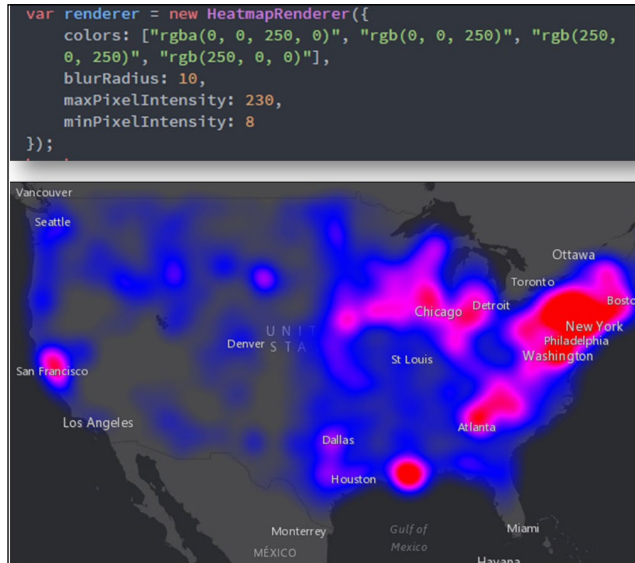 var renderer = new HeatmapRenderer({
colors: ["rgba(0, 0, 250, 0)", "rgb(0, 0, 250)", "rgb(250,
0, 250)", "rgb(250, 0, 0)"],
blurRadius: 10,
maxPixelIntensity: 230,
minPixelIntensity: 8
});
Vancouver
Seattle
Ottawa
Toronto
Chicago
Detroit
Bosto
New York
Denver
UNIT
STA
Philadelphia
St Louis
Washington
San Francisco
Los Angeles
Atlanta
Dallas
Houston
Monterrey
Gulf of
Mexico
Miami
MÉXICO
Havana